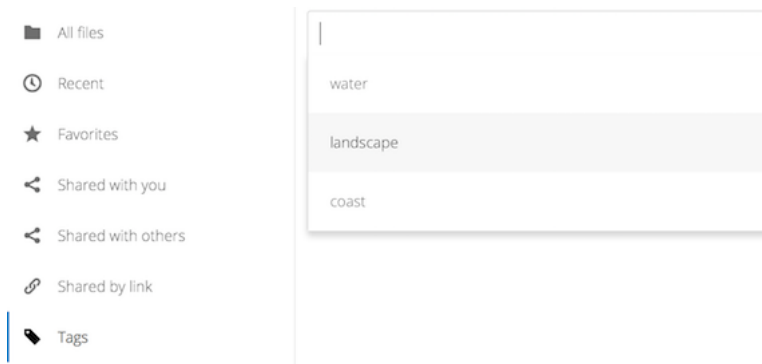 All files
Recent
Favorites
Shared with you
Shared with others
Shared by link
Tags
water
landscape
coast